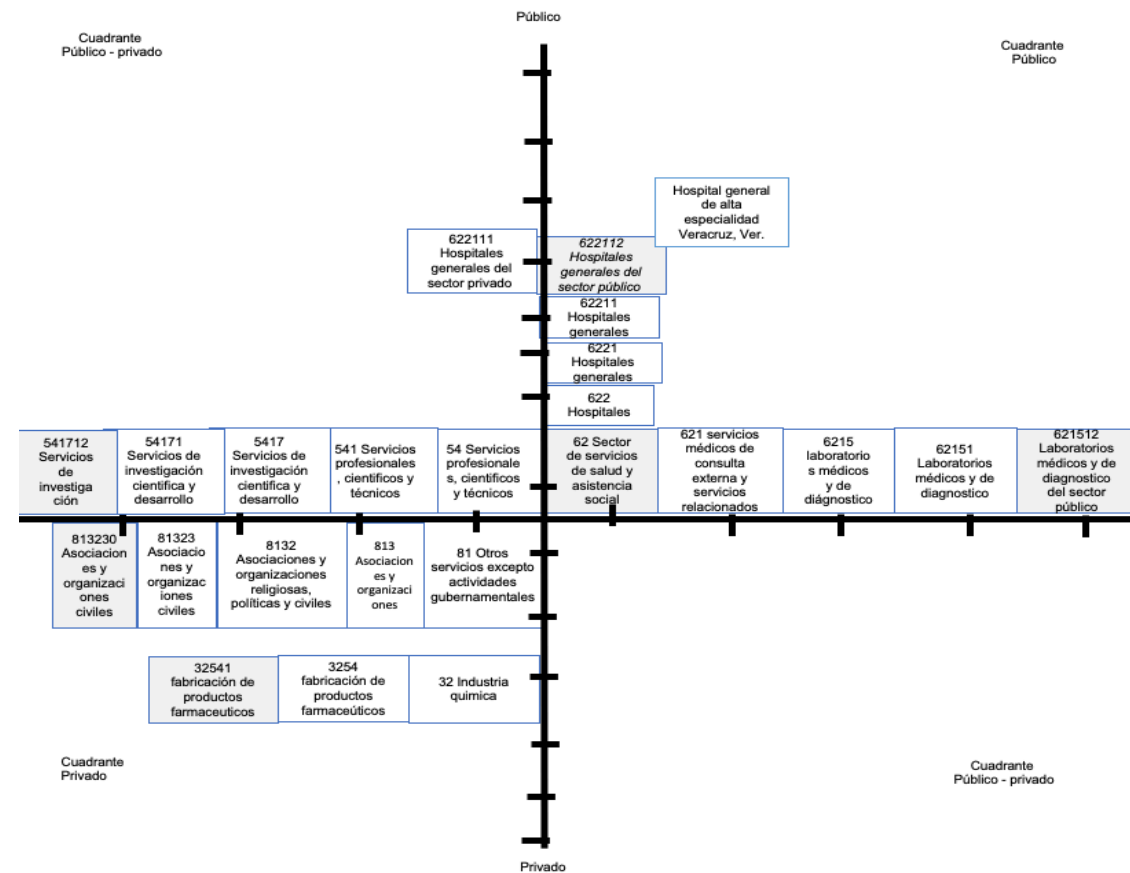 Público
Cuadrante
Público - privado
Cuadrante
Público
Hospital general
de alta
especialidad
Veracruz, Ver.
622111
Hospitales
generales del
sector privado
622112
Hospitales
generales del
sector público
62211
Hospitales
generales
6221
Hospitales
generales
622
Hospitales
541712
Servicios
de
investiga
ción
54171
Servicios de
investigación
cientifica y
desarrollo
5417
Servicios de
investigación
cientifica y
desarrollo
541 Servicios
profesionales
, cientificos y
técnicos
54 Servicios
profesionale
s, cientificos
y técnicos
62 Sector
de servicios
de salud y
asistencia
social
621 servicios
médicos de
consulta
externa y
servicios
relacionados
6215
laboratorio
s médicos
y de
diágnostico
62151
Laboratorios
médicos y de
diagnostico
621512
Laboratorios
médicos y de
diagnostico
del sector
público
813230
Asociacion
es y
organizaci
ones
civiles
81323
Asociacio
nes y
organizac
iones
civiles
8132
Asociaciones y
organizaciones
religiosas,
políticas y civiles
813
Asociacion
es y
organizaci
ones
81 Otros
servicios excepto
actividades
gubernamentales
32541
fabricación de
productos
farmaceuticos
3254
fabricación de
productos
farmaceúticos
32 Industria
quimica
Cuadrante
Privado
Cuadrante
Público - privado
Privado